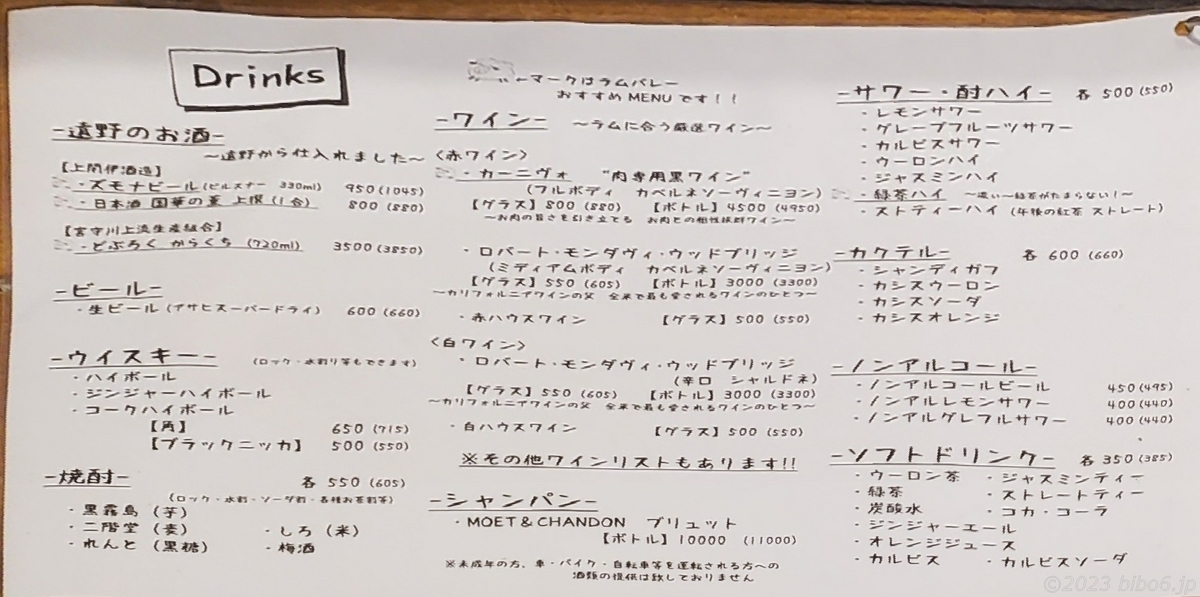 Drinks
-遠野のお酒-
～遠野から仕入れました～
【上閉伊酒造】
・ズモナビール(ピルスナー 330ml) 950(1045)
・日本酒 国華の薫 上撰(1合) 800(880)
【宮守川上流生産組合】
・どぶろく からくち (720ml) 3500(3850)
-ビール-
・生ビール(アサヒスーパードライ) 600(660)
-ウイスキー- (ロック・水割り等もできます)
・ハイボール
・ジンジャーハイボール
・コークハイボール
【角】 650(715)
【ブラックニッカ】 500(550)
-焼酎- 各550(605)
(ロック・水割・ソーダ割・各種お茶割等)
・黒霧島(芋)
・二階堂(麦) ・しろ(米)
・れんと(黒糖) ・梅酒
←マークはラムバレー
おすすめMENUです！！
-ワイン- ～ラムに合う厳選ワイン～
〈赤ワイン〉
・カーニヴォ "肉専用黒ワイン"
(フルボディ カベルネソーヴィニヨン)
【グラス】800(880) 【ボトル】4500(4950)
～お肉の旨さを引き立てる お肉との相性抜群ワイン～
・ロバート・モンダヴィ・ウッドブリッジ
(ミディアムボディ カベルネソーヴィニヨン)
【グラス】550(605) 【ボトル】3000(3300)
～カリフォルニアワインの父 全米で最も愛されるワインのひとつ～
・赤ハウスワイン 【グラス】500(550)
〈白ワイン〉
・ロバート・モンダヴィ・ウッドブリッジ
(辛口 シャルドネ)
【グラス】550(605) 【ボトル】3000(3300)
～カリフォルニアワインの父 全米で最も愛されるワインのひとつ～
・白ハウスワイン 【グラス】500(550)
※その他ワインリストもあります!!
-シャンパン-
・MOET & CHANDON ブリュット
【ボトル】10000 (11000)
※未成年の方、車・バイク・自転車等を運転される方への
酒類の提供は致しておりません
-サワー・酎ハイ- 各500(550)
・レモンサワー
・グレープフルーツサワー
・カルピスサワー
・ウーロンハイ
・ジャスミンハイ
・緑茶ハイ ～濃い～緑茶がたまらない！～
・ストティーハイ(午後の紅茶 ストレート)
-カクテル- 各600(660)
・シャンディガフ
・カシスウーロン
・カシスソーダ
・カシスオレンジ
-ノンアルコール-
・ノンアルコールビール 450(495)
・ノンアルレモンサワー 400(440)
・ノンアルグレフルサワー 400(440)
-ソフトドリンク- 各350(385)
・ウーロン茶 ・ジャスミンティー
・緑茶 ・ストレートティー
・炭酸水 ・コカ・コーラ
・ジンジャーエール
・オレンジジュース
・カルピス ・カルピスソーダ
©2023 bibo6.jp